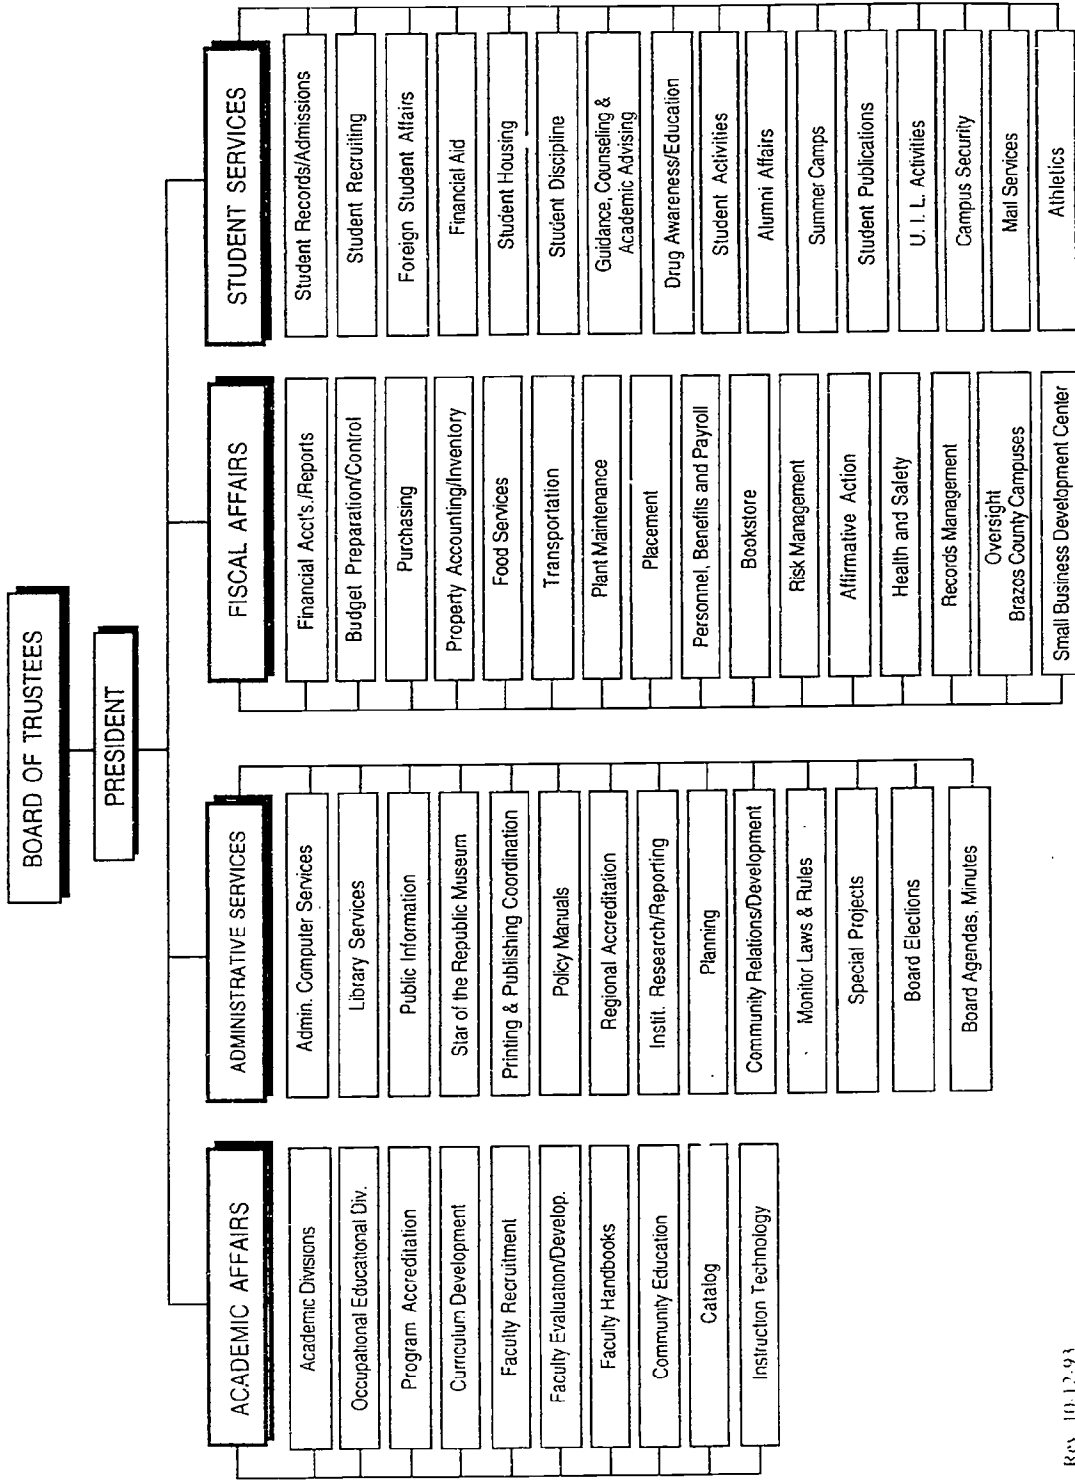 BOARD OF TRUSTEES
PRESIDENT
ACADEMIC AFFAIRS
Academic Divisions
Occupational Educational Div.
Program Accreditation
Curriculum Development
Faculty Recruitment
Faculty Evaluation/Develop.
Faculty Handbooks
Community Education
Catalog
Instruction Technology
ADMINISTRATIVE SERVICES
Admin. Computer Services
Library Services
Public Information
Star of the Republic Museum
Printing & Publishing Coordination
Policy Manuals
Regional Accreditation
Instit. Research/Reporting
Planning
Community Relations/Development
Monitor Laws & Rules
Special Projects
Board Elections
Board Agendas, Minutes
FISCAL AFFAIRS
Financial Acct's./Reports
Budget Preparation/Control
Purchasing
Property Accounting/Inventory
Food Services
Transportation
Plant Maintenance
Placement
Personnel, Benefits and Payroll
Bookstore
Risk Management
Affirmative Action
Health and Safety
Records Management
Oversight
Brazos County Campuses
Small Business Development Center
STUDENT SERVICES
Student Records/Admissions
Student Recruiting
Foreign Student Affairs
Financial Aid
Student Housing
Student Discipline
Guidance, Counseling &
Academic Advising
Drug Awareness/Education
Student Activities
Alumni Affairs
Summer Camps
Student Publications
U. I. L. Activities
Campus Security
Mail Services
Athletics
Rev. 10-12-93